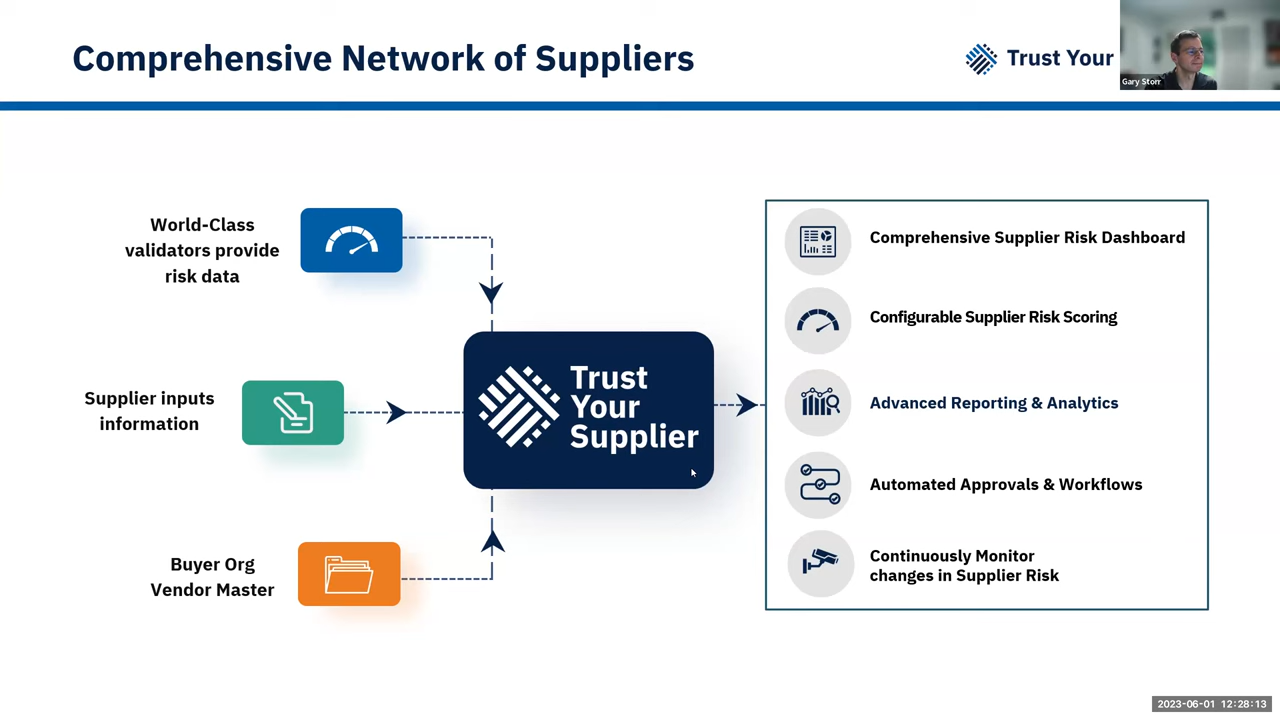 Comprehensive Network of Suppliers
Trust Your
Gary Storr
World-Class
validators provide
risk data
Supplier inputs
information
Buyer Org
Vendor Master
Trust
Your
Supplier
Comprehensive Supplier Risk Dashboard
Configurable Supplier Risk Scoring
Advanced Reporting & Analytics
Automated Approvals & Workflows
Continuously Monitor
changes in Supplier Risk
2023-06-01 12:28:13